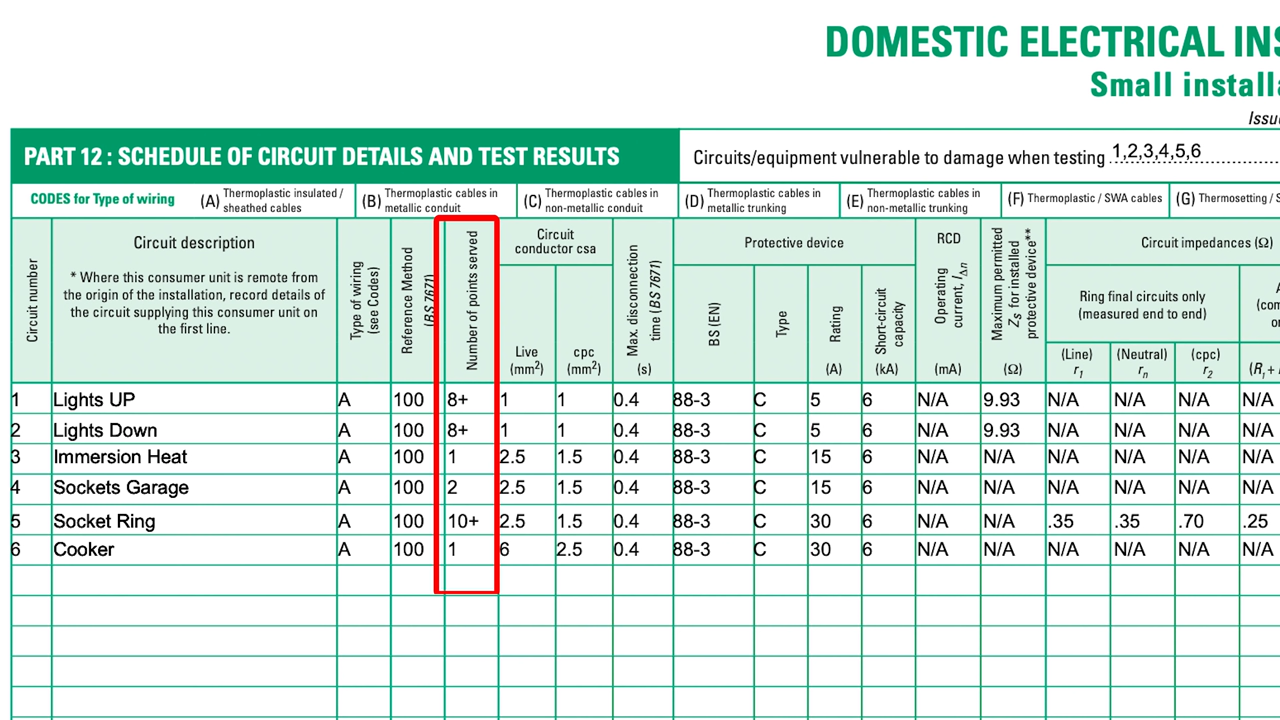 DOMESTIC ELECTRICAL INS
Small installa
Issue
PART 12 : SCHEDULE OF CIRCUIT DETAILS AND TEST RESULTS
Circuits/equipment vulnerable to damage when testing 1,2,3,4,5,6
CODES for Type of wiring (A) Thermoplastic insulated / sheathed cables (B) Thermoplastic cables in metallic conduit (C) Thermoplastic cables in non-metallic conduit (D) Thermoplastic cables in metallic trunking (E) Thermoplastic cables in non-metallic trunking (F) Thermoplastic / SWA cables (G) Thermosetting / S
Circuit number
Circuit description
* Where this consumer unit is remote from
the origin of the installation, record details of
the circuit supplying this consumer unit on
the first line.
Type of wiring
(see Codes)
Reference Method
(BS 7671)
Number of points served
Circuit
conductor csa
Live
(mm²)
cpc
(mm²)
Max. disconnection
time (BS 7671)
(s)
Protective device
BS (EN)
Type
Rating
(A)
Short-circuit
capacity
(kA)
RCD
Operating
current, IΔn
(mA)
Maximum permitted
Zs for installed
protective device**
(Ω)
Circuit impedances (Ω)
Ring final circuits only
(measured end to end)
(Line)
r1
(Neutral)
rn
(cpc)
r2
A
(com
o
(R1 +
1 Lights UP A 100 8+ 1 1 0.4 88-3 C 5 6 N/A 9.93 N/A N/A N/A N/A
2 Lights Down A 100 8+ 1 1 0.4 88-3 C 5 6 N/A 9.93 N/A N/A N/A N/A
3 Immersion Heat A 100 1 2.5 1.5 0.4 88-3 C 15 6 N/A N/A N/A N/A N/A N/A
4 Sockets Garage A 100 2 2.5 1.5 0.4 88-3 C 15 6 N/A N/A N/A N/A N/A N/A
5 Socket Ring A 100 10+ 2.5 1.5 0.4 88-3 C 30 6 N/A N/A .35 .35 .70 .25
6 Cooker A 100 1 6 2.5 0.4 88-3 C 30 6 N/A N/A N/A N/A N/A N/A